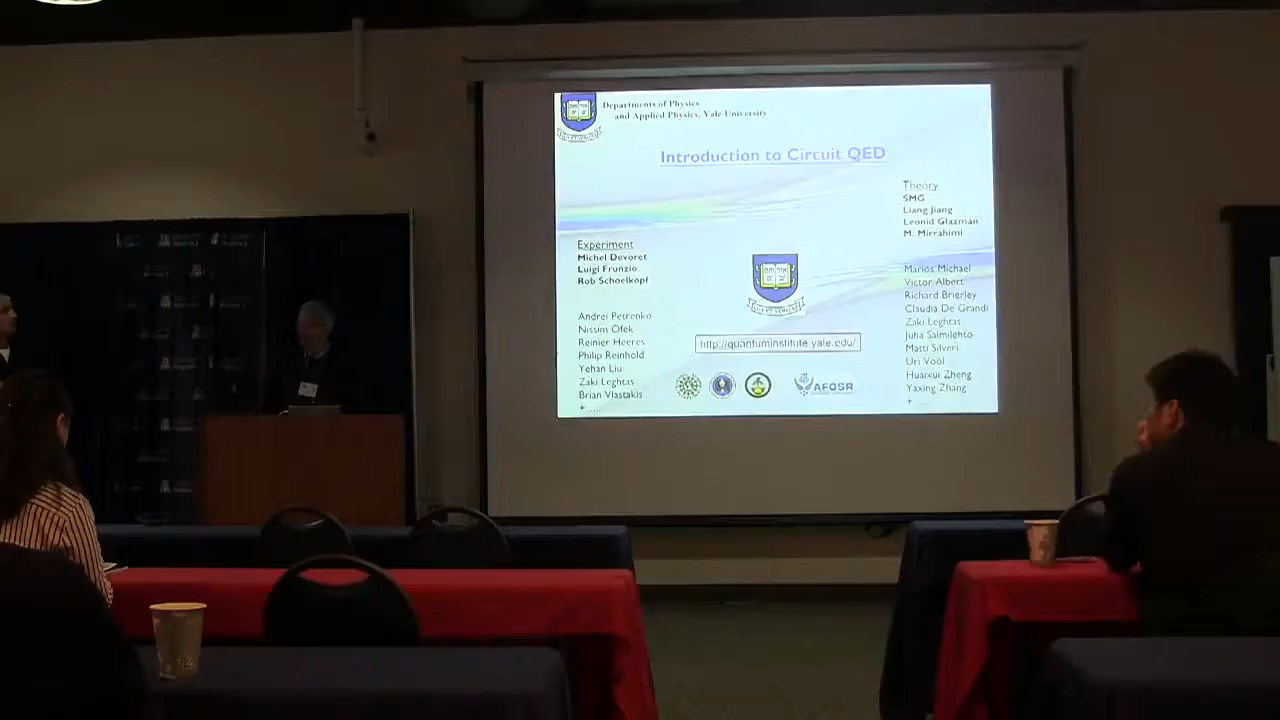 Departments of Physics
and Applied Physics, Yale University
Introduction to Circuit QED
Theory
SMG
Liang Jiang
Leonid Glazman
M. Mirrahimi
Experiment
Michel Devoret
Luigi Frunzio
Rob Schoelkopf
Marios Michael
Victor Albert
Richard Brierley
Claudia De Grandi
Zaki Leghtas
Juha Salmilehto
Matti Silveri
Uri Vool
Huaixui Zheng
Yaxing Zhang
+ ....
Andrei Petrenko
Nissim Ofek
Reinier Heeres
Philip Reinhold
Yehan Liu
Zaki Leghtas
Brian Vlastakis
+ .....
http://quantuminstitute.yale.edu/
AFOSR